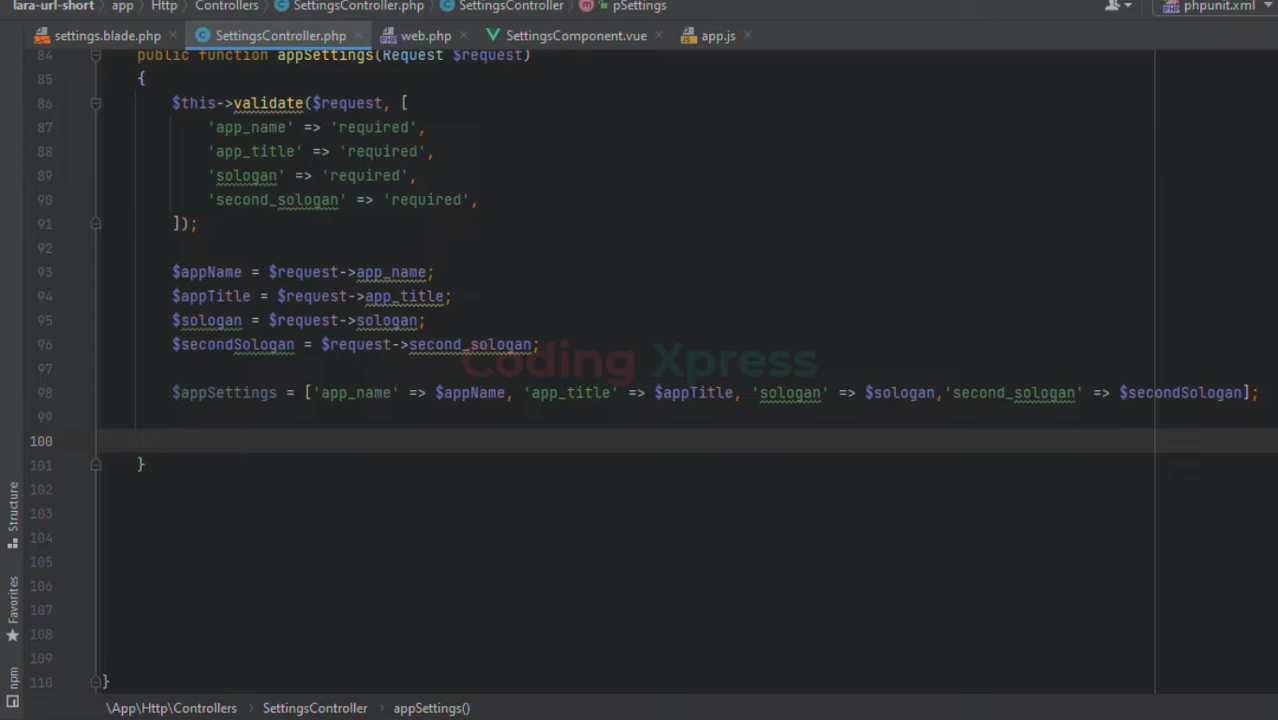 lara-url-short app Http Controllers SettingsController.php SettingsController pSettings phpunit.xml
settings.blade.php SettingsController.php web.php SettingsComponent.vue app.js
84 public function appSettings(Request $request)
85 {
86 $this->validate($request, [
87 'app_name' => 'required',
88 'app_title' => 'required',
89 'sologan' => 'required',
90 'second_sologan' => 'required',
91 ]);
92
93 $appName = $request->app_name;
94 $appTitle = $request->app_title;
95 $sologan = $request->sologan;
96 $secondSologan = $request->second_sologan;
Coding Xpress
97
98 $appSettings = ['app_name' => $appName, 'app_title' => $appTitle, 'sologan' => $sologan,'second_sologan' => $secondSologan];
99
100
101 }
102
103
104
105
106
107
108
109
110 }
Structure
Favorites
npm
\App\Http\Controllers SettingsController appSettings()